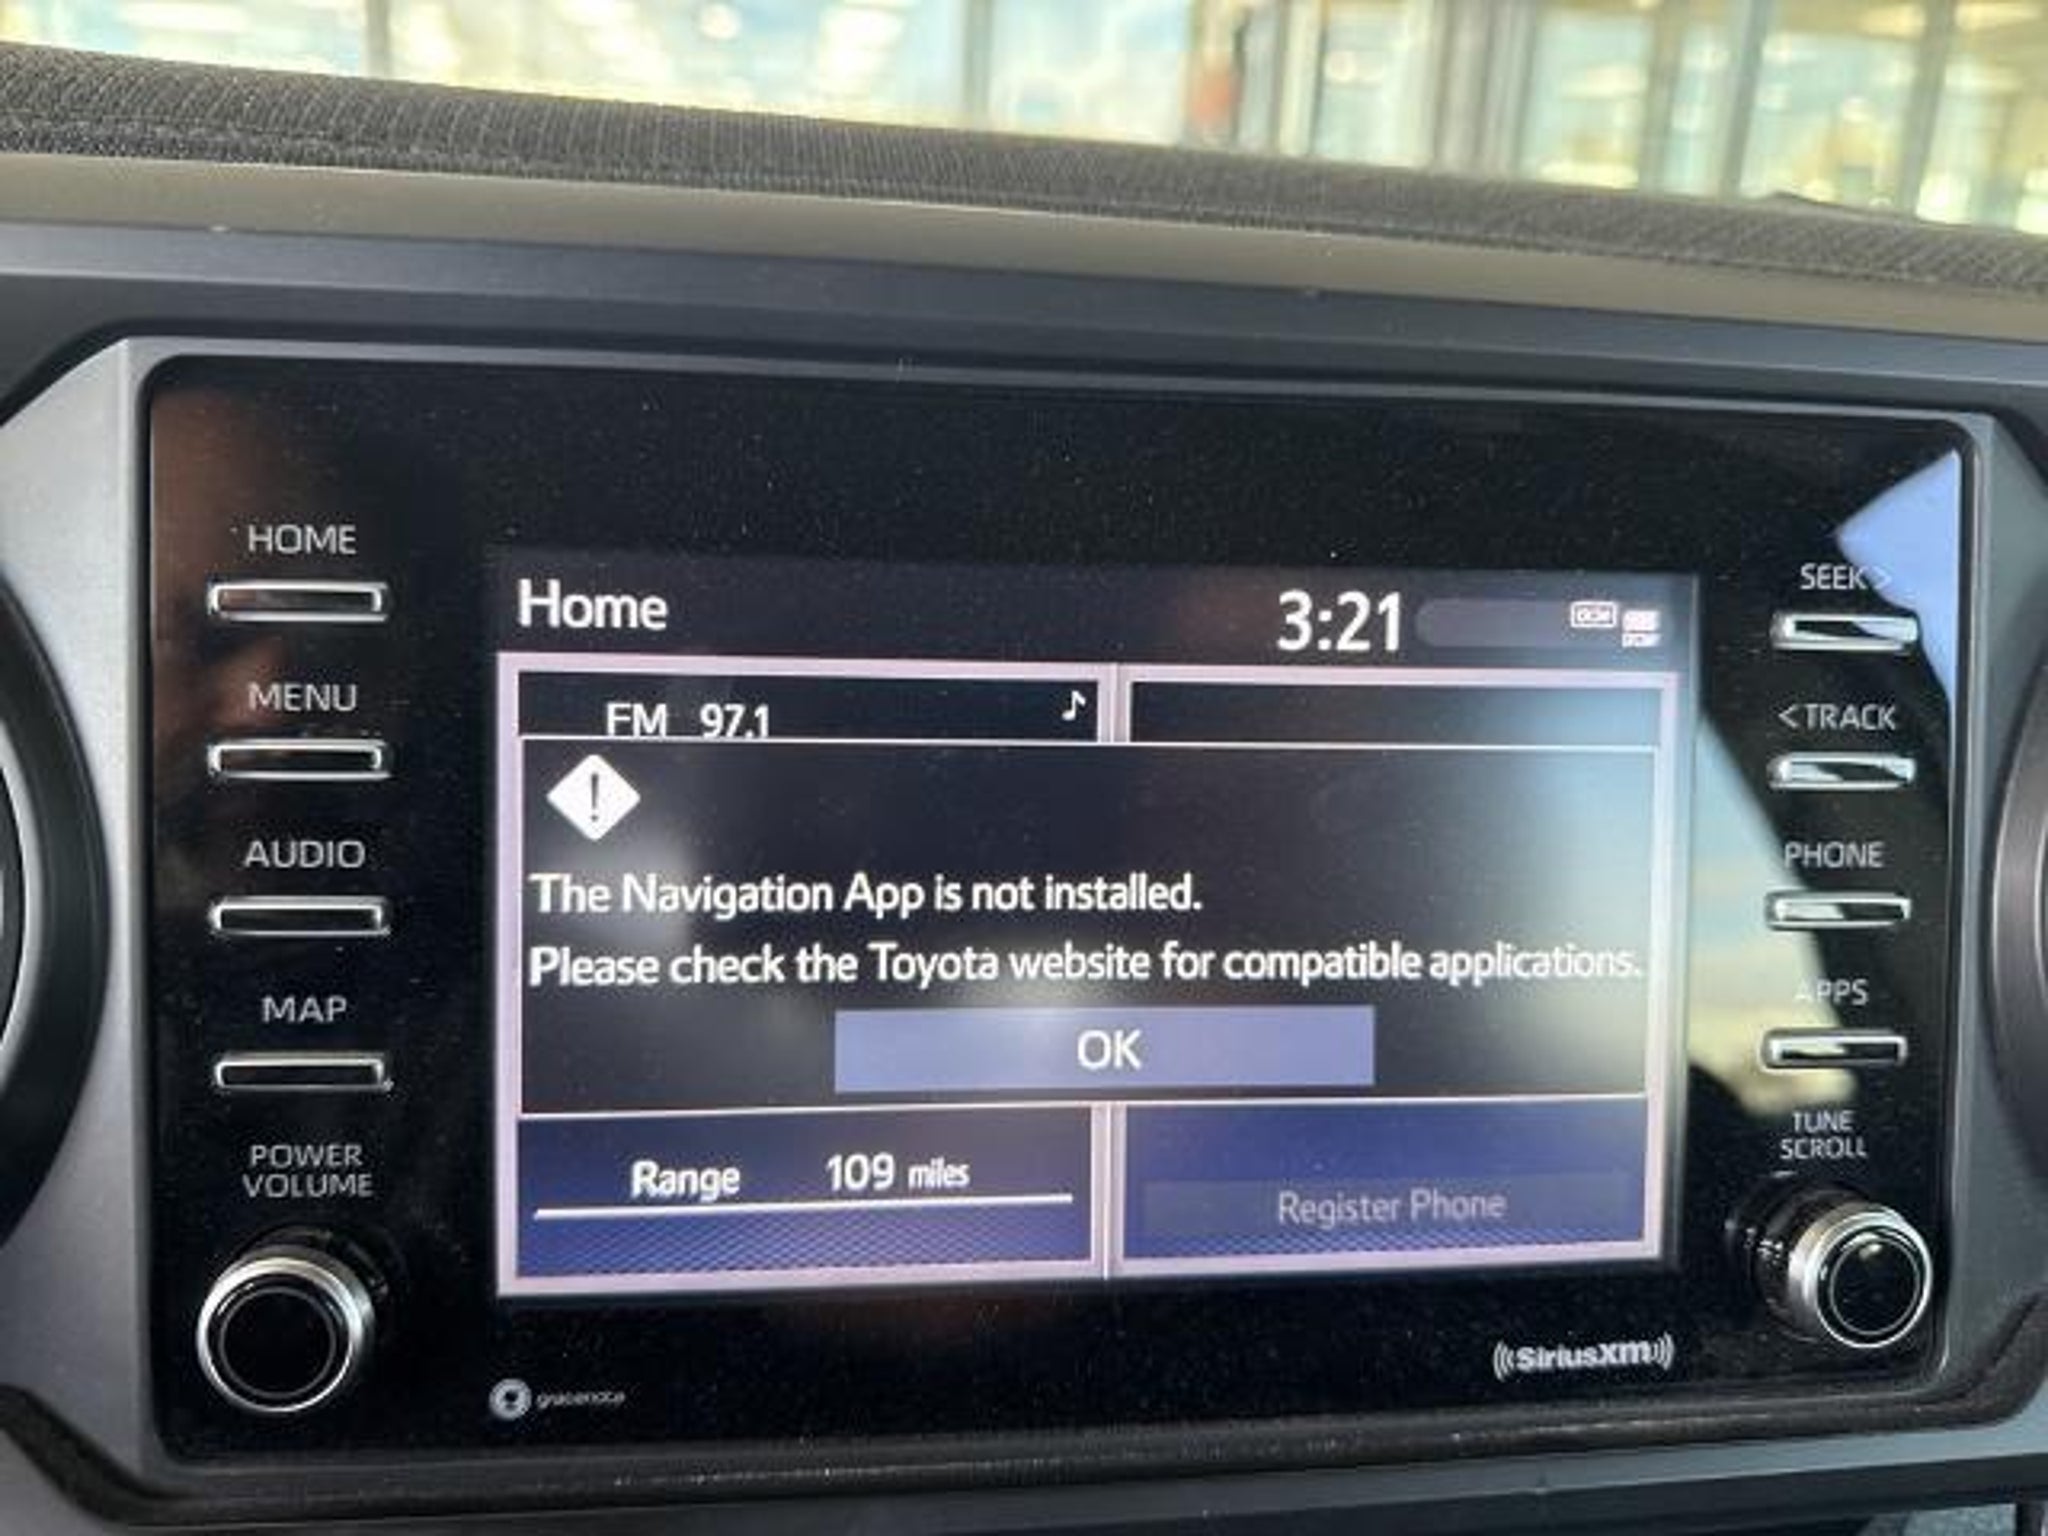 HOME
MENU
AUDIO
MAP
POWER
VOLUME
Home
3:21
FM 97.1
!
The Navigation App is not installed.
Please check the Toyota website for compatible applications.
OK
Range 109 miles
Register Phone
SEEK >
< TRACK
PHONE
APPS
TUNE
SCROLL
gracenote
((SiriusXM))